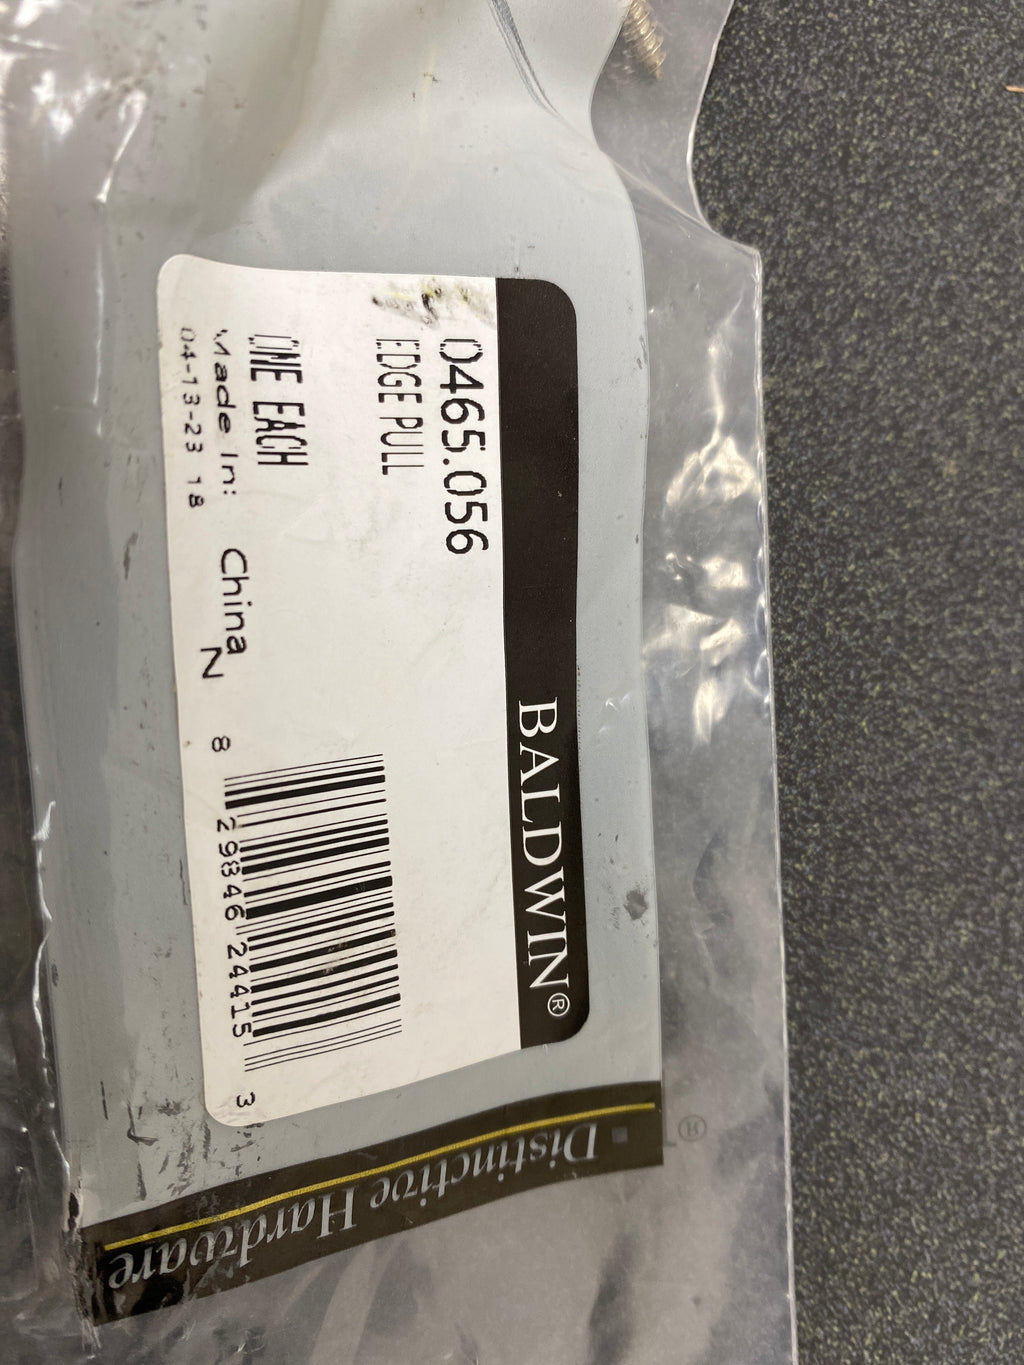 BALDWIN®
0465.056
EDGE PULL
ONE EACH
Made In: China N
04-13-23 18
8 29846 24415 3
Distinctive Hardware
®